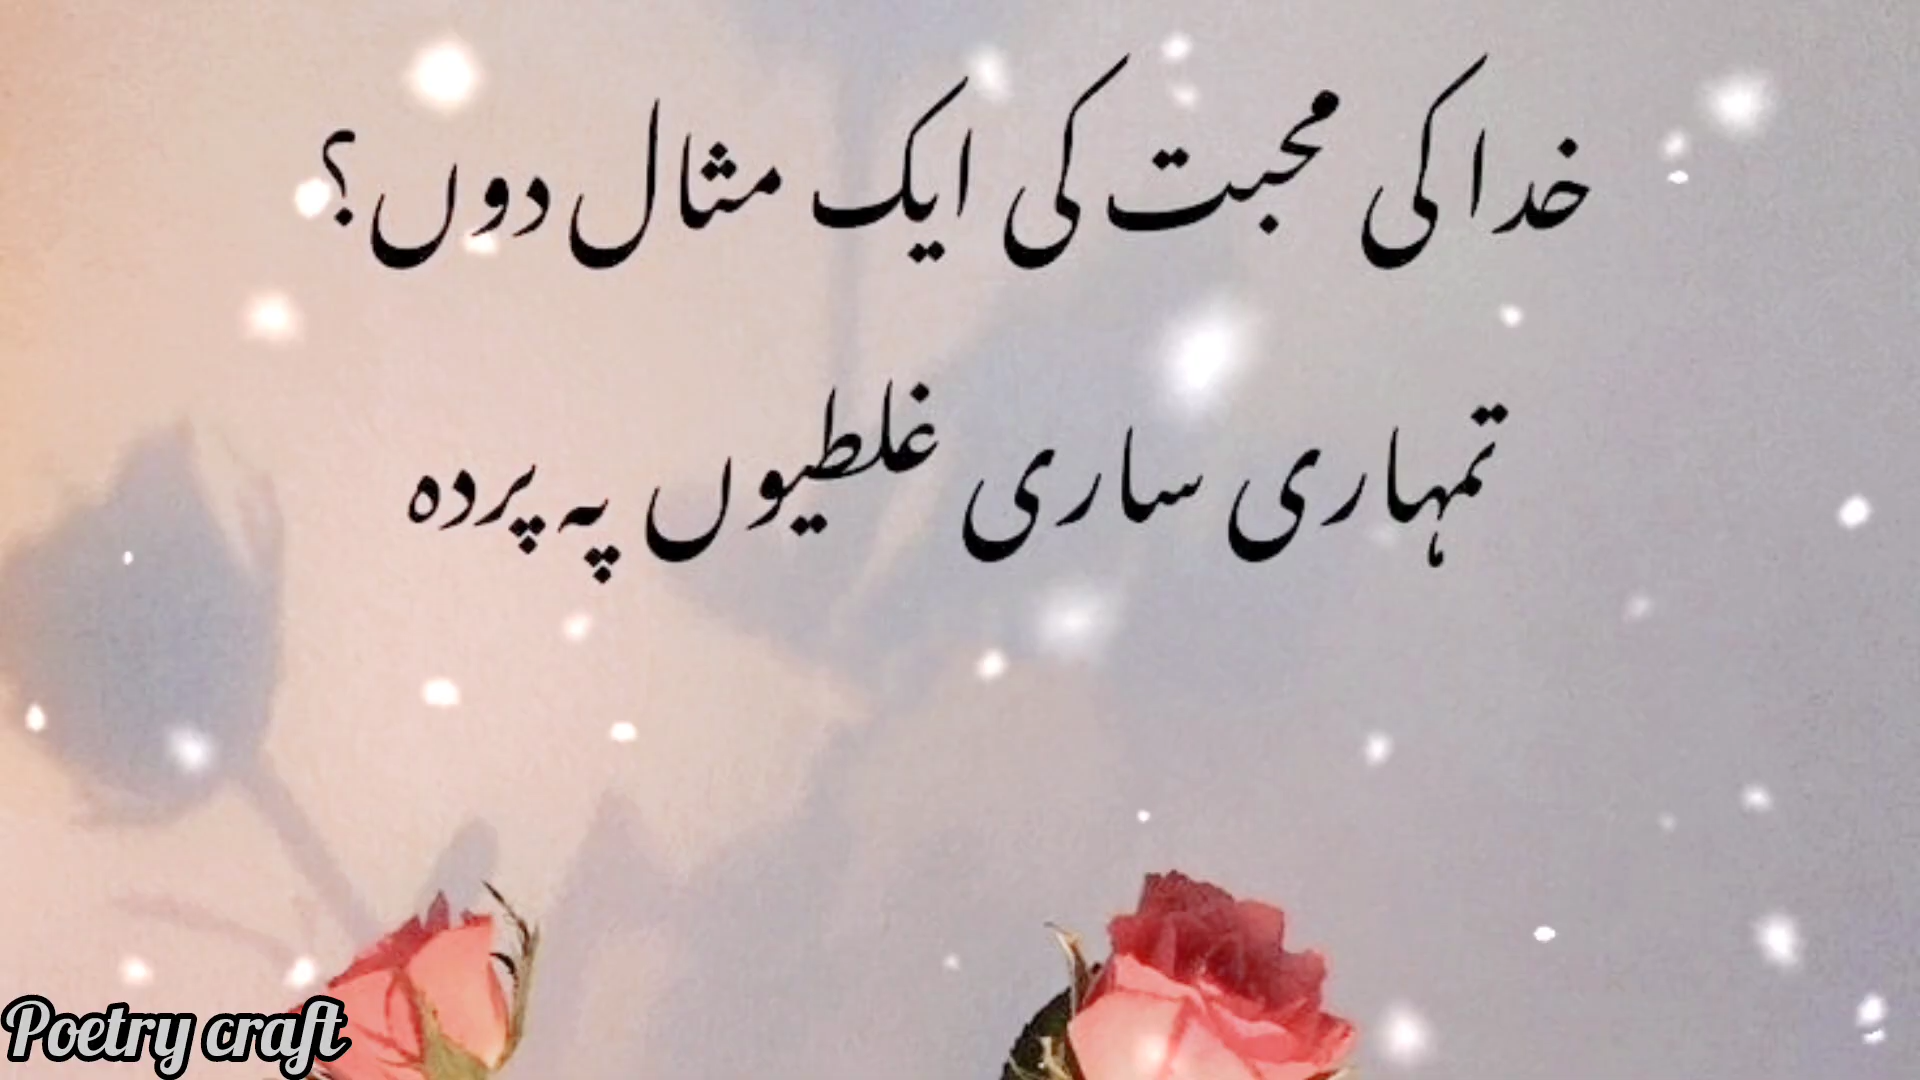 خدا کی محبت کی ایک مثال دوں؟
تمہاری ساری غلطیوں پہ پردہ
Poetry craft